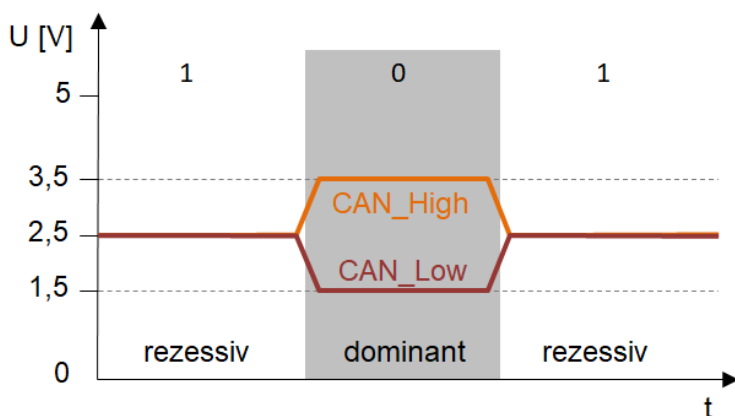 U [V]
1 0 1
5
3,5
CAN_High
2,5
CAN_Low
1,5
rezessiv dominant rezessiv
0
t